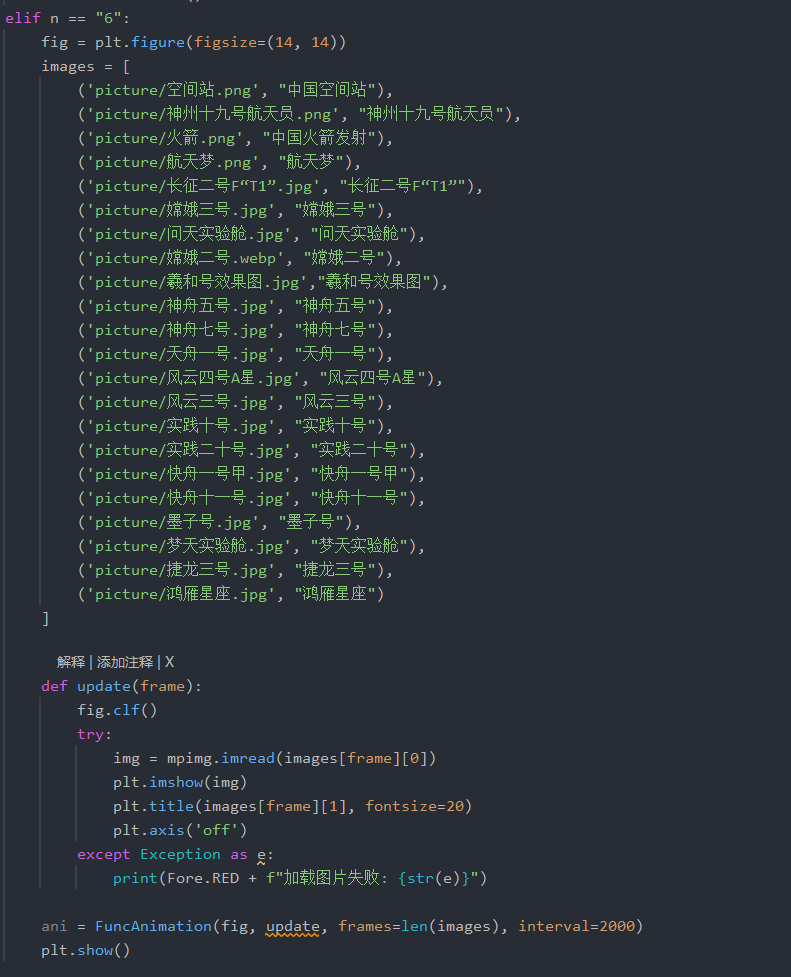 elif n == "6":
fig = plt.figure(figsize=(14, 14))
images = [
('picture/空间站.png', "中国空间站"),
('picture/神州十九号航天员.png', "神州十九号航天员"),
('picture/火箭.png', "中国火箭发射"),
('picture/航天梦.png', "航天梦"),
('picture/长征二号F“T1”.jpg', "长征二号F“T1”"),
('picture/嫦娥三号.jpg', "嫦娥三号"),
('picture/问天实验舱.jpg', "问天实验舱"),
('picture/嫦娥二号.webp', "嫦娥二号"),
('picture/羲和号效果图.jpg',"羲和号效果图"),
('picture/神舟五号.jpg', "神舟五号"),
('picture/神舟七号.jpg', "神舟七号"),
('picture/天舟一号.jpg', "天舟一号"),
('picture/风云四号A星.jpg', "风云四号A星"),
('picture/风云三号.jpg', "风云三号"),
('picture/实践十号.jpg', "实践十号"),
('picture/实践二十号.jpg', "实践二十号"),
('picture/快舟一号甲.jpg', "快舟一号甲"),
('picture/快舟十一号.jpg', "快舟十一号"),
('picture/墨子号.jpg', "墨子号"),
('picture/梦天实验舱.jpg', "梦天实验舱"),
('picture/捷龙三号.jpg', "捷龙三号"),
('picture/鸿雁星座.jpg', "鸿雁星座")
]
解释 | 添加注释 | X
def update(frame):
fig.clf()
try:
img = mpimg.imread(images[frame][0])
plt.imshow(img)
plt.title(images[frame][1], fontsize=20)
plt.axis('off')
except Exception as e:
print(Fore.RED + f"加载图片失败: {str(e)}")
ani = FuncAnimation(fig, update, frames=len(images), interval=2000)
plt.show()